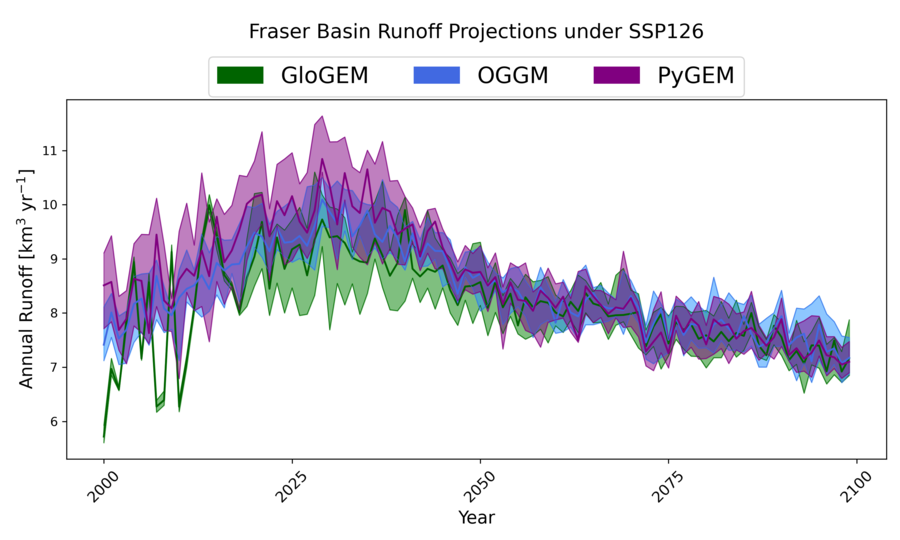 Fraser Basin Runoff Projections under SSP126
GloGEM OGGM PyGEM
Annual Runoff [km³ yr⁻¹]
11
10
9
8
7
6
2000 2025 2050 2075 2100
Year